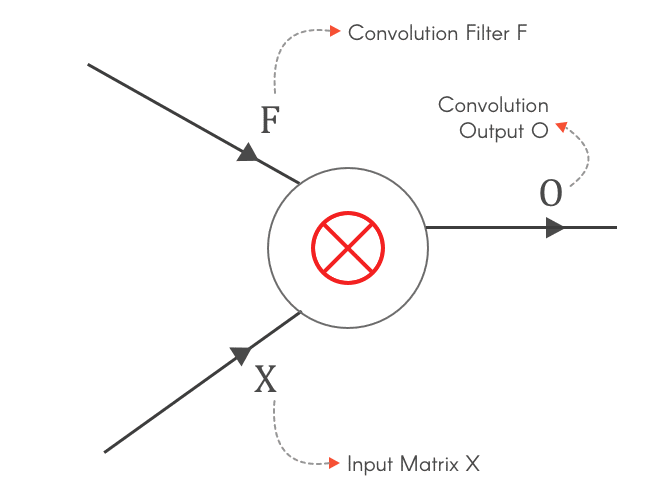 Convolution Filter F
F
Convolution
Output O
O
X
Input Matrix X